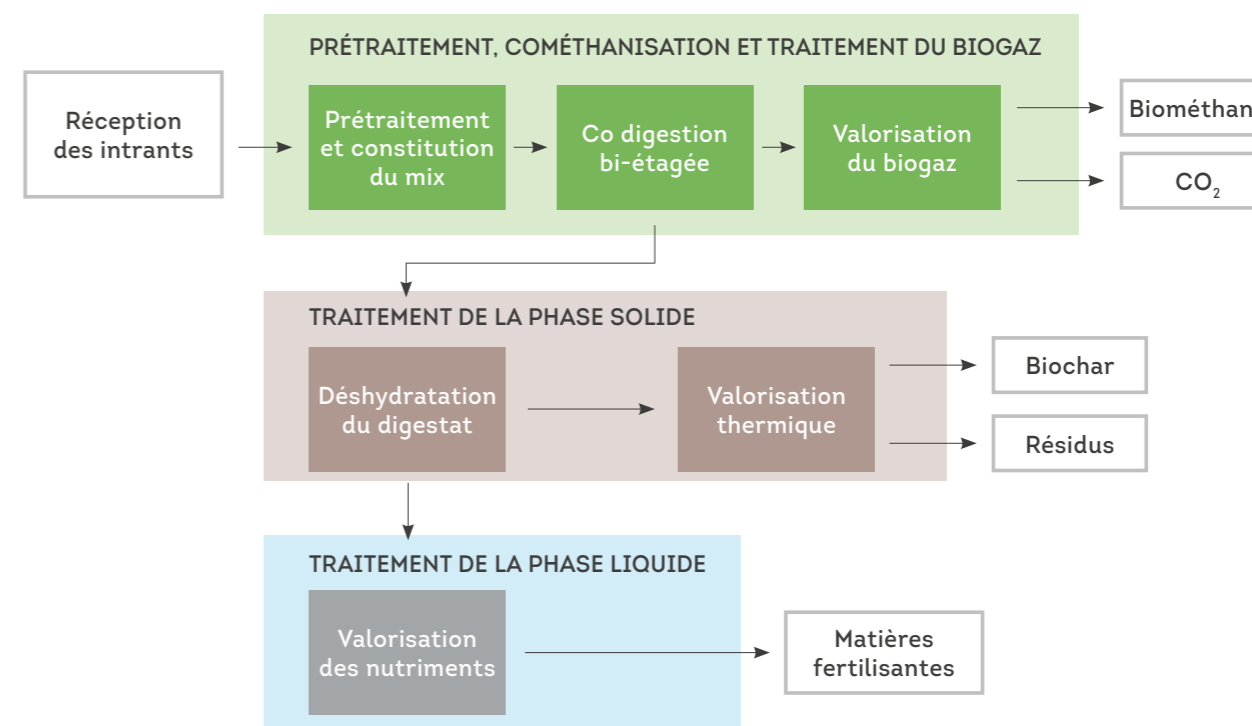 PRÉTRAITEMENT, COMÉTHANISATION ET TRAITEMENT DU BIOGAZ
Réception
des intrants
Prétraitement
et constitution
du mix
Co digestion
bi-étagée
Valorisation
du biogaz
Biométhan
CO₂
TRAITEMENT DE LA PHASE SOLIDE
Déshydratation
du digestat
Valorisation
thermique
Biochar
Résidus
TRAITEMENT DE LA PHASE LIQUIDE
Valorisation
des nutriments
Matières
fertilisantes